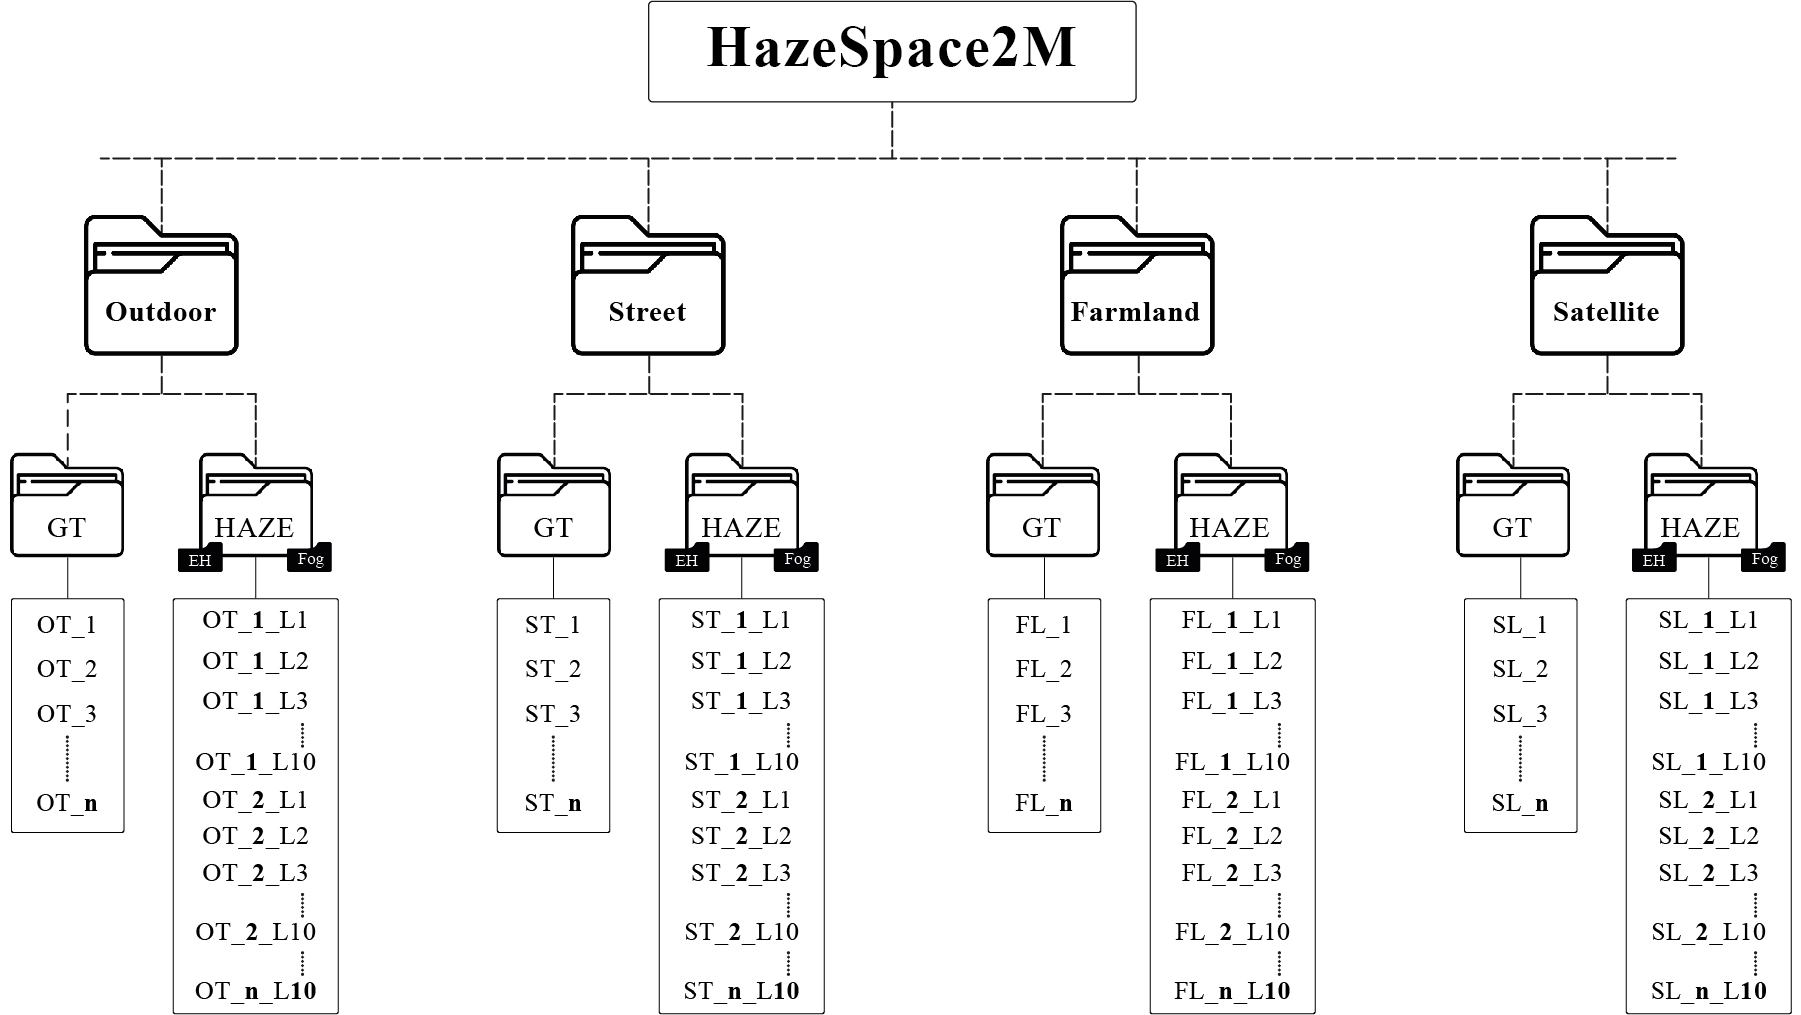 HazeSpace2M
Outdoor
Street
Farmland
Satellite
GT
HAZE
EH
Fog
GT
HAZE
EH
Fog
GT
HAZE
EH
Fog
GT
HAZE
EH
Fog
OT_1
OT_2
OT_3
OT_n
OT_1_L1
OT_1_L2
OT_1_L3
OT_1_L10
OT_2_L1
OT_2_L2
OT_2_L3
OT_2_L10
OT_n_L10
ST_1
ST_2
ST_3
ST_n
ST_1_L1
ST_1_L2
ST_1_L3
ST_1_L10
ST_2_L1
ST_2_L2
ST_2_L3
ST_2_L10
ST_n_L10
FL_1
FL_2
FL_3
FL_n
FL_1_L1
FL_1_L2
FL_1_L3
FL_1_L10
FL_2_L1
FL_2_L2
FL_2_L3
FL_2_L10
FL_n_L10
SL_1
SL_2
SL_3
SL_n
SL_1_L1
SL_1_L2
SL_1_L3
SL_1_L10
SL_2_L1
SL_2_L2
SL_2_L3
SL_2_L10
SL_n_L10